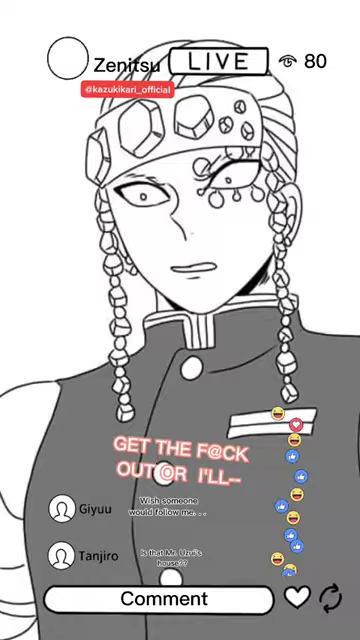 Zenitsu
LIVE
80
@kazukikari_official
GET THE F@CK
OUT OR I'LL--
Giyuu
Wish someone
would follow me. . .
Tanjiro
Is that Mr. Uzui's
house??
Comment